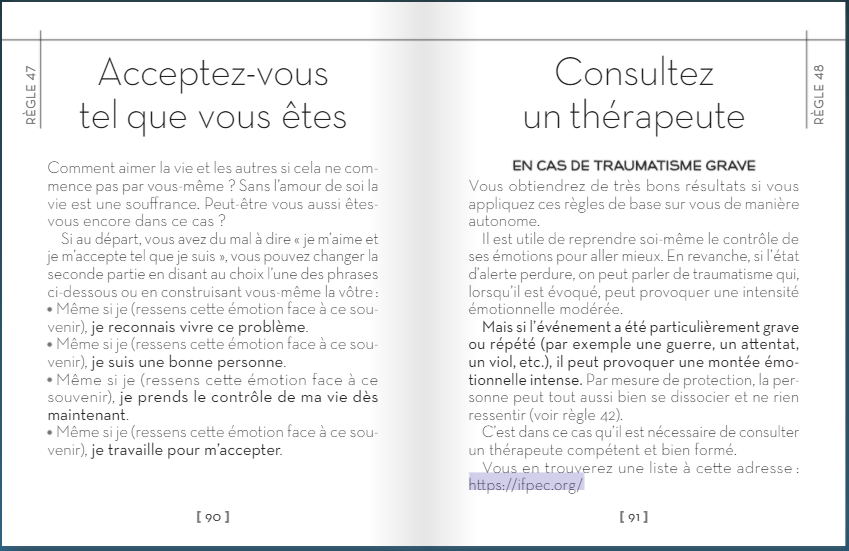 RÈGLE 47
Acceptez-vous
tel que vous êtes
Comment aimer la vie et les autres si cela ne com-
mence pas par vous-même ? Sans l'amour de soi la
vie est une souffrance. Peut-être vous aussi êtes-
vous encore dans ce cas ?
Si au départ, vous avez du mal à dire « je m'aime et
je m'accepte tel que je suis », vous pouvez changer la
seconde partie en disant au choix l'une des phrases
ci-dessous ou en construisant vous-même la vôtre :
• Même si je (ressens cette émotion face à ce sou-
venir), je reconnais vivre ce problème.
• Même si je (ressens cette émotion face à ce sou-
venir), je suis une bonne personne.
• Même si je (ressens cette émotion face à ce
souvenir), je prends le contrôle de ma vie dès
maintenant.
• Même si je (ressens cette émotion face à ce sou-
venir), je travaille pour m'accepter.
[ 90 ]
RÈGLE 48
Consultez
un thérapeute
EN CAS DE TRAUMATISME GRAVE
Vous obtiendrez de très bons résultats si vous
appliquez ces règles de base sur vous de manière
autonome.
Il est utile de reprendre soi-même le contrôle de
ses émotions pour aller mieux. En revanche, si l'état
d'alerte perdure, on peut parler de traumatisme qui,
lorsqu'il est évoqué, peut provoquer une intensité
émotionnelle modérée.
Mais si l'événement a été particulièrement grave
ou répété (par exemple une guerre, un attentat,
un viol, etc.), il peut provoquer une montée émo-
tionnelle intense. Par mesure de protection, la per-
sonne peut tout aussi bien se dissocier et ne rien
ressentir (voir règle 42).
C'est dans ce cas qu'il est nécessaire de consulter
un thérapeute compétent et bien formé.
Vous en trouverez une liste à cette adresse :
https://ifpec.org/
[ 91 ]